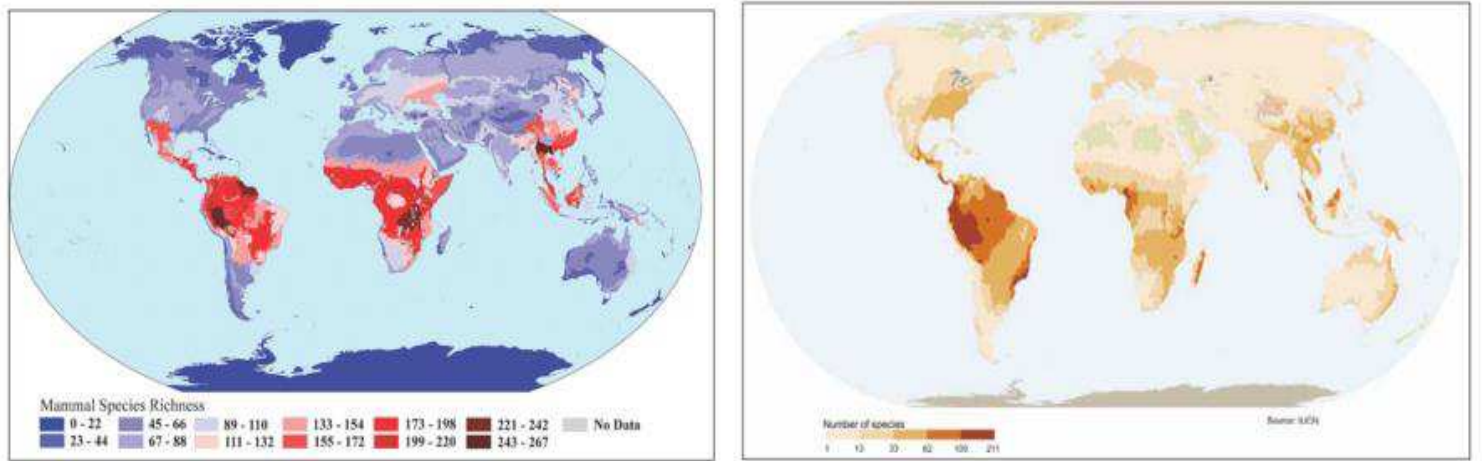 Mammal Species Richness
0 - 22 45 - 66 89 - 110 133 - 154 173 - 198 221 - 242 No Data
23 - 44 67 - 88 111 - 132 155 - 172 199 - 220 243 - 267
Source: IUCN
Number of species
1 13 33 62 100 211